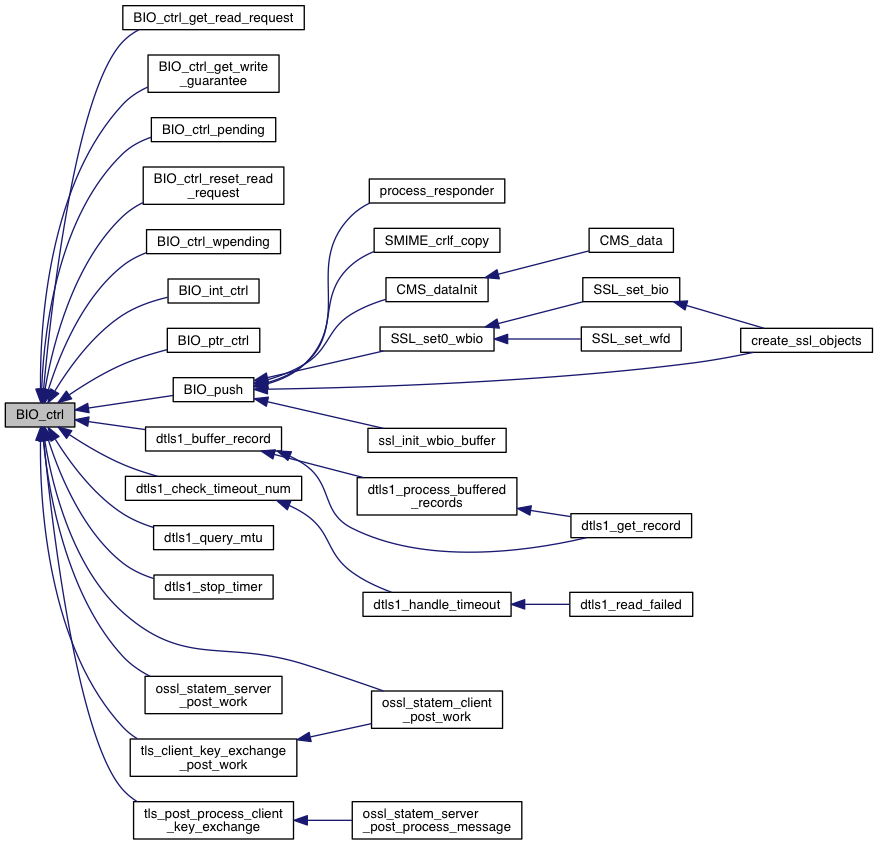 BIO_ctrl_get_read_request
BIO_ctrl_get_write
_guarantee
BIO_ctrl_pending
BIO_ctrl_reset_read
_request
BIO_ctrl_wpending
BIO_int_ctrl
BIO_ptr_ctrl
BIO_push
BIO_ctrl
dtls1_buffer_record
dtls1_check_timeout_num
dtls1_query_mtu
dtls1_stop_timer
ossl_statem_server
_post_work
tls_client_key_exchange
_post_work
tls_post_process_client
_key_exchange
process_responder
SMIME_crlf_copy
CMS_dataInit
SSL_set0_wbio
ssl_init_wbio_buffer
dtls1_process_buffered
_records
dtls1_handle_timeout
ossl_statem_client
_post_work
ossl_statem_server
_post_process_message
CMS_data
SSL_set_bio
SSL_set_wfd
dtls1_get_record
dtls1_read_failed
create_ssl_objects